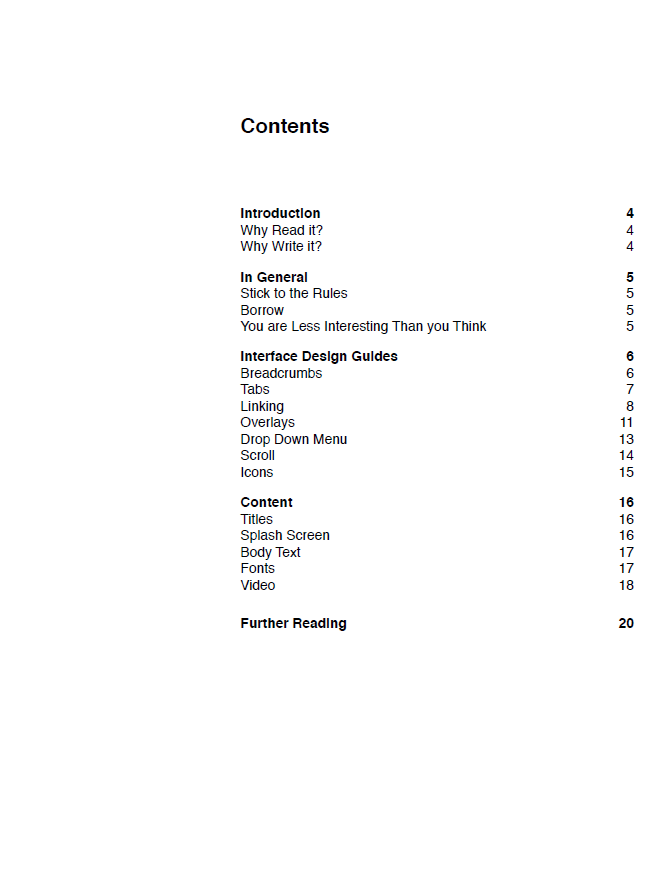 Contents
Introduction 4
Why Read it? 4
Why Write it? 4
In General 5
Stick to the Rules 5
Borrow 5
You are Less Interesting Than you Think 5
Interface Design Guides 6
Breadcrumbs 6
Tabs 7
Linking 8
Overlays 11
Drop Down Menu 13
Scroll 14
Icons 15
Content 16
Titles 16
Splash Screen 16
Body Text 17
Fonts 17
Video 18
Further Reading 20